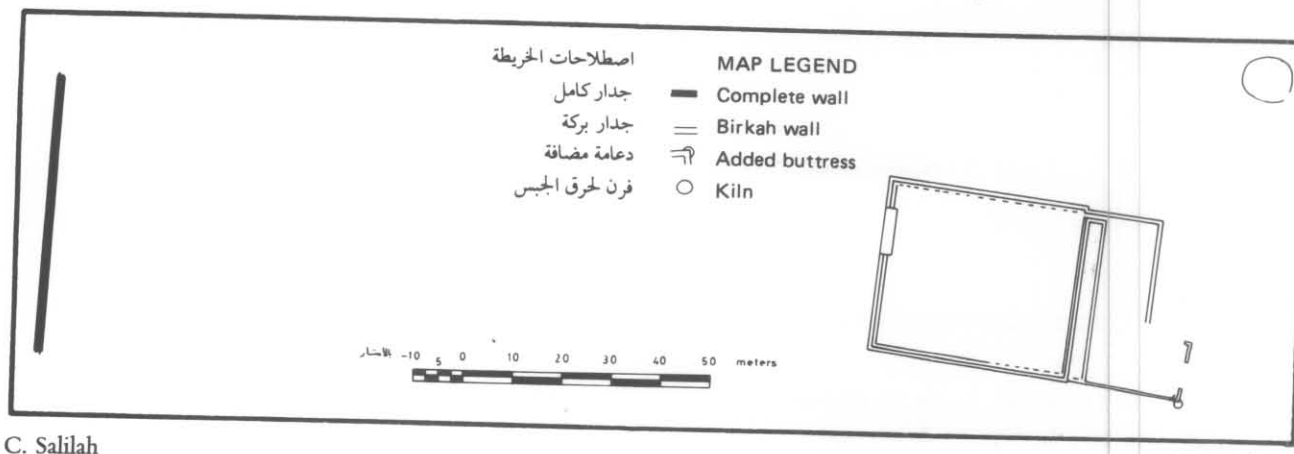 اصطلاحات الخريطة MAP LEGEND
جدار كامل Complete wall
جدار بركة Birkah wall
دعامة مضافة Added buttress
فرن لحرق الجبس Kiln
بالأمتار -10 5 0 10 20 30 40 50 meters
C. Salilah